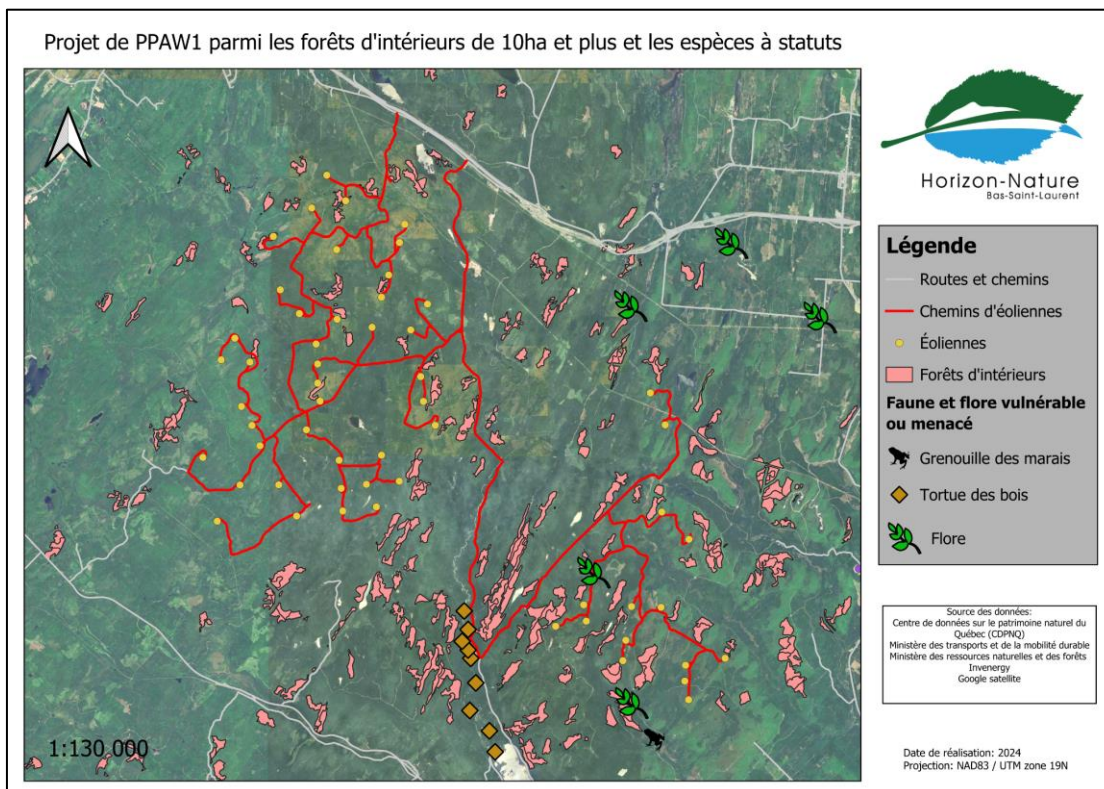 Projet de PPAW1 parmi les forêts d'intérieurs de 10ha et plus et les espèces à statuts
Horizon-Nature
Bas-Saint-Laurent
Légende
Routes et chemins
Chemins d'éoliennes
Éoliennes
Forêts d'intérieurs
Faune et flore vulnérable
ou menacé
Grenouille des marais
Tortue des bois
Flore
Source des données:
Centre de données sur le patrimoine naturel du
Québec (CDPNQ)
Ministère des transports et de la mobilité durable
Ministère des ressources naturelles et des forêts
Invenergy
Google satellite
1:130 000
Date de réalisation: 2024
Projection: NAD83 / UTM zone 19N